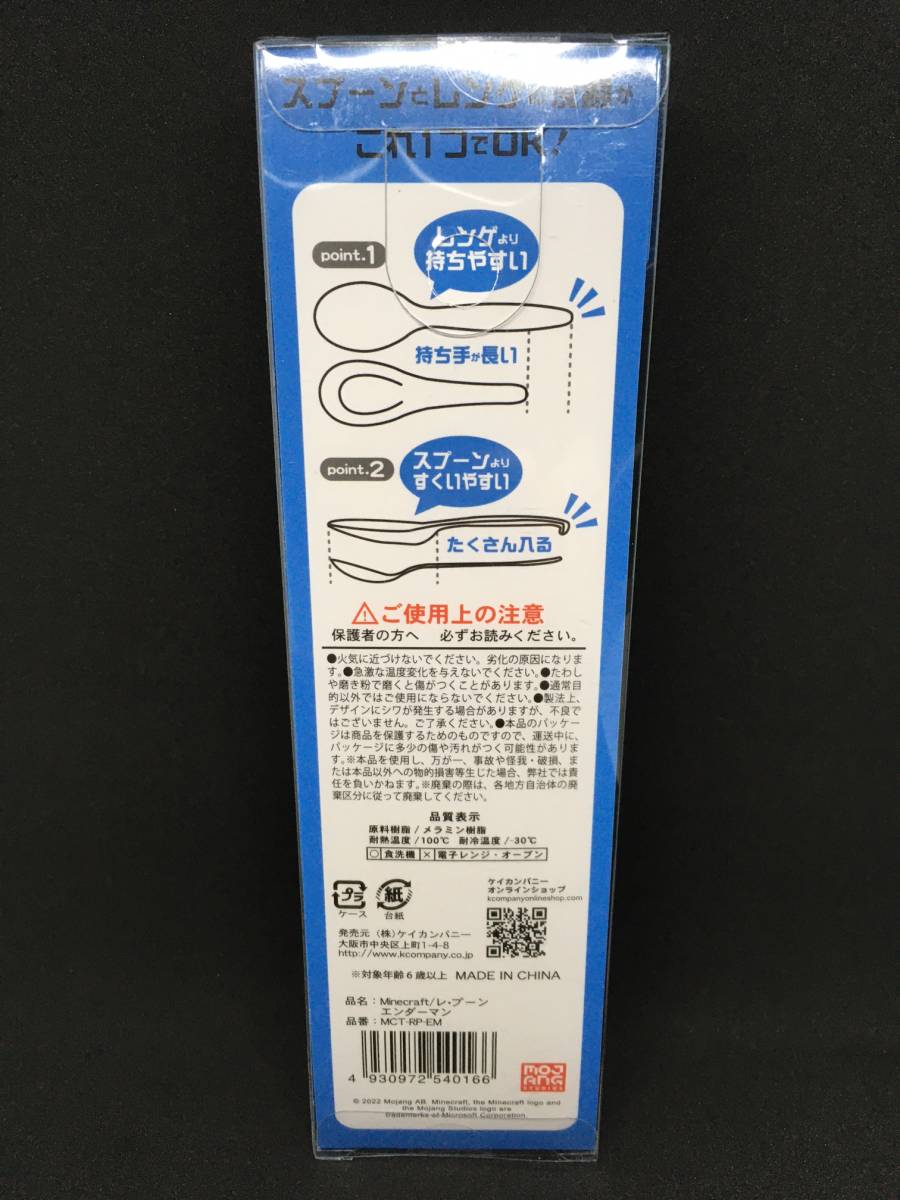 スプーンとレンゲ
これ1つでOK!
point.1
レンゲより
持ちやすい
持ち手が長い
point.2
スプーンより
すくいやすい
たくさん入る
⚠ご使用上の注意
保護者の方へ 必ずお読みください。
●火気に近づけないでください。劣化の原因になりま
す。●急激な温度変化を与えないでください。●たわし
や磨き粉で磨くと傷がつくことがあります。●通常目
的以外ではご使用にならないでください。●製法上、
デザインにシワが発生する場合がありますが、不良で
はございません。ご了承ください。●本品のパッケー
ジは商品を保護するためのものですので、運送中に、
パッケージに多少の傷や汚れがつく可能性がありま
す。※本品を使用し、万が一、事故や怪我・破損、ま
たは本品以外への物的損害等生じた場合、弊社では責
任を負いかねます。※廃棄の際は、各地方自治体の廃
棄区分に従って廃棄してください。
品質表示
原料樹脂/メラミン樹脂
耐熱温度/100℃ 耐冷温度/-30℃
○食洗機 ×電子レンジ・オーブン
プラ
ケース
紙
台紙
ケイカンパニー
オンラインショップ
kcompanyonlineshop.com
発売元(株)ケイカンパニー
大阪市中央区上町1-4-8
http://www.kcompany.co.jp
※対象年齢6歳以上 MADE IN CHINA
品名:Minecraft/レ・プーン
エンダーマン
品番:MCT-RP-EM
4 930972 540166
MOJANG
STUDIOS
© 2022 Mojang AB. Minecraft, the Minecraft logo and
the Mojang Studios logo are
trademarks of Microsoft Corporation.